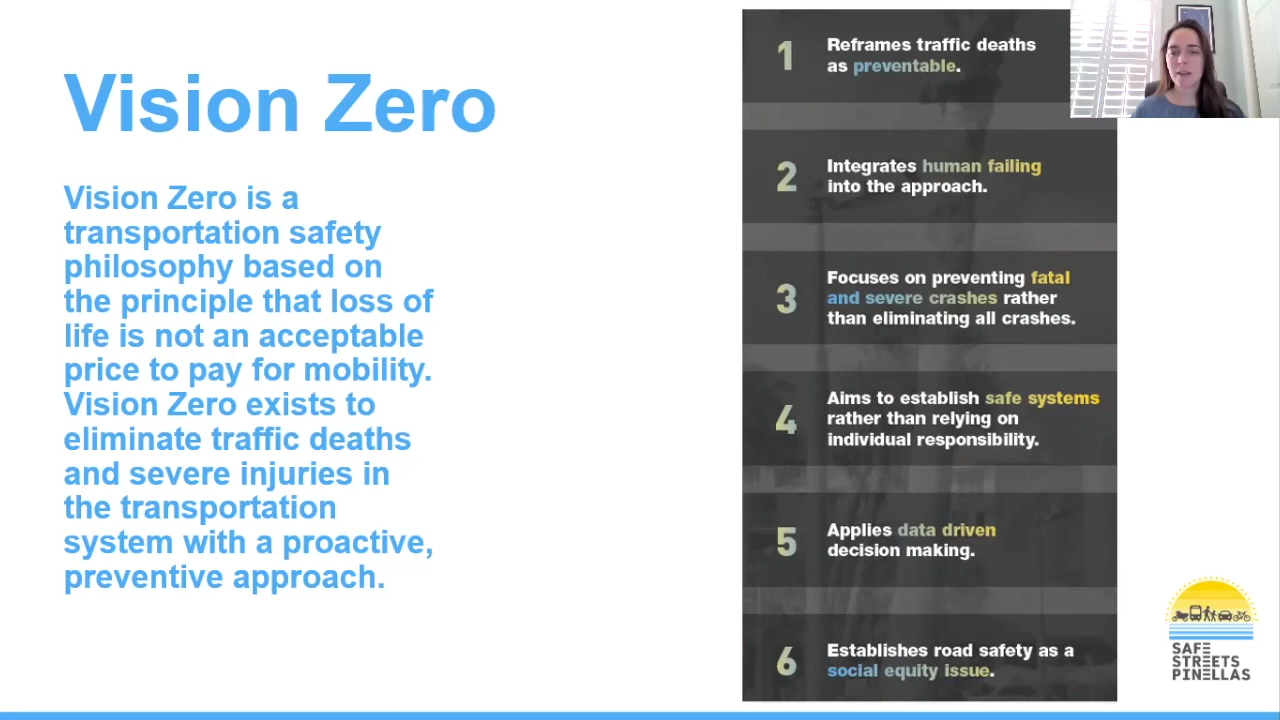 Vision Zero
Vision Zero is a
transportation safety
philosophy based on
the principle that loss of
life is not an acceptable
price to pay for mobility.
Vision Zero exists to
eliminate traffic deaths
and severe injuries in
the transportation
system with a proactive,
preventive approach.
1
Reframes traffic deaths
as preventable.
2
Integrates human failing
into the approach.
3
Focuses on preventing fatal
and severe crashes rather
than eliminating all crashes.
4
Aims to establish safe systems
rather than relying on
individual responsibility.
5
Applies data driven
decision making.
6
Establishes road safety as a
social equity issue.
SAFE
STREETS
PINELLAS